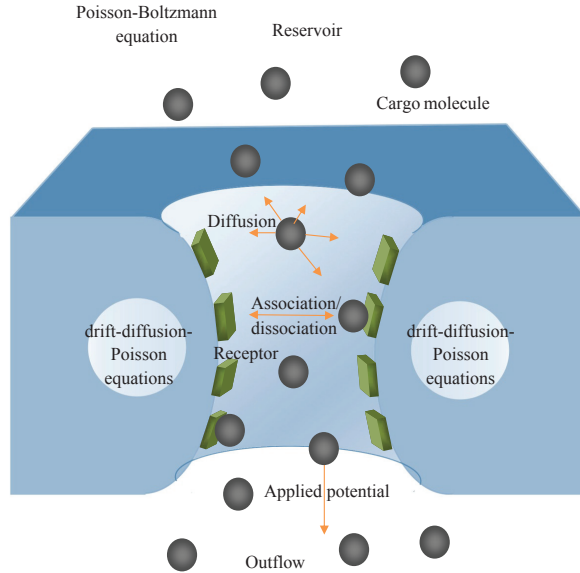 Poisson-Boltzmann
equation
Reservoir
Cargo molecule
Diffusion
Association/
dissociation
drift-diffusion-
Poisson
equations
drift-diffusion-
Poisson
equations
Receptor
Applied potential
Outflow